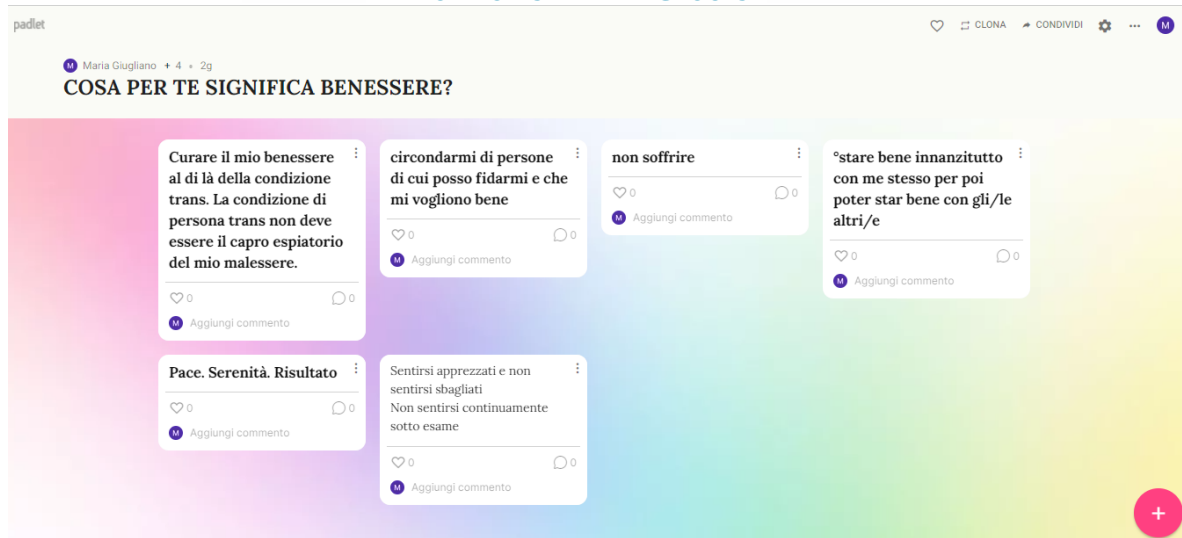 padlet
CLONA
CONDIVIDI
M
M Maria Giugliano + 4 • 2g
COSA PER TE SIGNIFICA BENESSERE?
Curare il mio benessere
al di là della condizione
trans. La condizione di
persona trans non deve
essere il capro espiatorio
del mio malessere.
0
0
M Aggiungi commento
circondarmi di persone
di cui posso fidarmi e che
mi vogliono bene
0
0
M Aggiungi commento
non soffrire
0
0
M Aggiungi commento
°stare bene innanzitutto
con me stesso per poi
poter star bene con gli/le
altri/e
0
0
M Aggiungi commento
Pace. Serenità. Risultato
0
0
M Aggiungi commento
Sentirsi apprezzati e non
sentirsi sbagliati
Non sentirsi continuamente
sotto esame
0
0
M Aggiungi commento